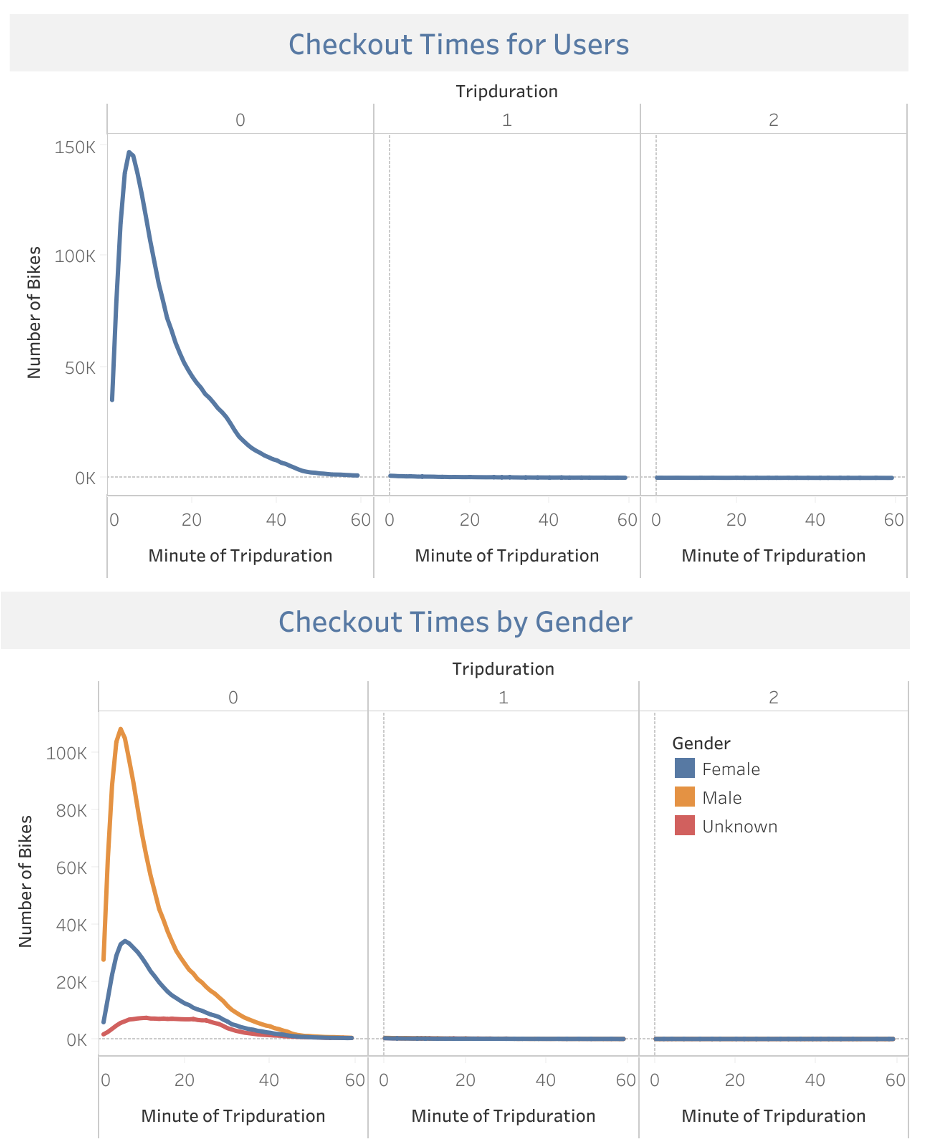 Checkout Times for Users
Tripduration
0 1 2
150K
100K
50K
0K
Number of Bikes
0 20 40 60 0 20 40 60 0 20 40 60
Minute of Tripduration Minute of Tripduration Minute of Tripduration
Checkout Times by Gender
Tripduration
0 1 2
Gender
Female
Male
Unknown
100K
80K
60K
40K
20K
0K
Number of Bikes
0 20 40 60 0 20 40 60 0 20 40 60
Minute of Tripduration Minute of Tripduration Minute of Tripduration